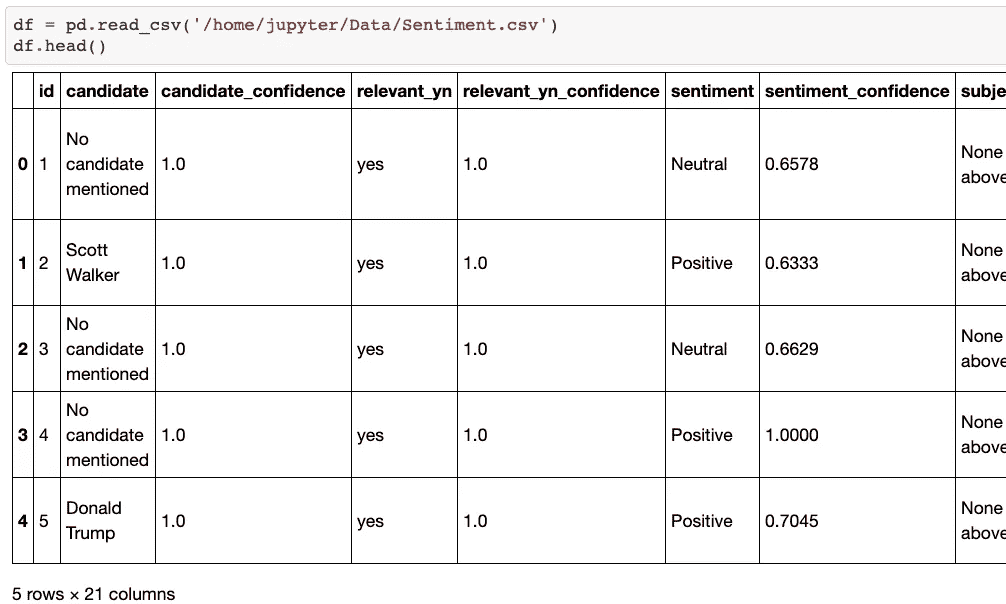 df = pd.read_csv('/home/jupyter/Data/Sentiment.csv')
df.head()
id candidate candidate_confidence relevant_yn relevant_yn_confidence sentiment sentiment_confidence subje
0 1 No candidate mentioned 1.0 yes 1.0 Neutral 0.6578 None above
1 2 Scott Walker 1.0 yes 1.0 Positive 0.6333 None above
2 3 No candidate mentioned 1.0 yes 1.0 Neutral 0.6629 None above
3 4 No candidate mentioned 1.0 yes 1.0 Positive 1.0000 None above
4 5 Donald Trump 1.0 yes 1.0 Positive 0.7045 None above
5 rows × 21 columns